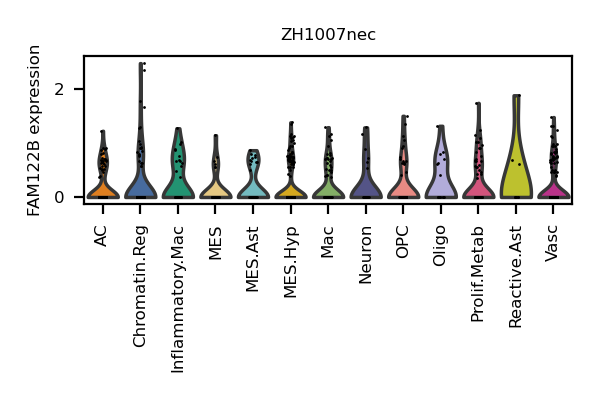 ZH1007nec
FAM122B expression
2
0
AC
Chromatin.Reg
Inflammatory.Mac
MES
MES.Ast
MES.Hyp
Mac
Neuron
OPC
Oligo
Prolif.Metab
Reactive.Ast
Vasc